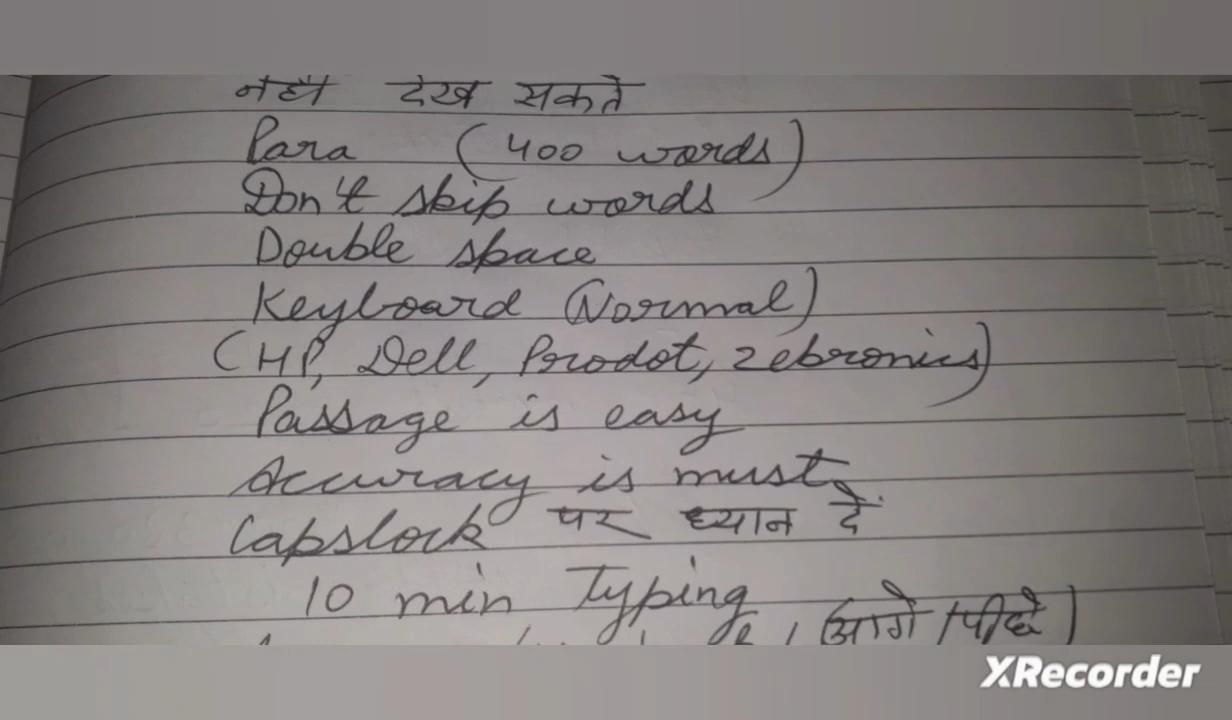 नहीं देख सकते
Para (400 words)
Don't skip words
Double space
Keyboard (Normal)
(HP, Dell, Prodot, Zebronics)
Passage is easy
Accuracy is must
Capslock पर ध्यान दें
10 min Typing
(आगे/पीछे)
XRecorder